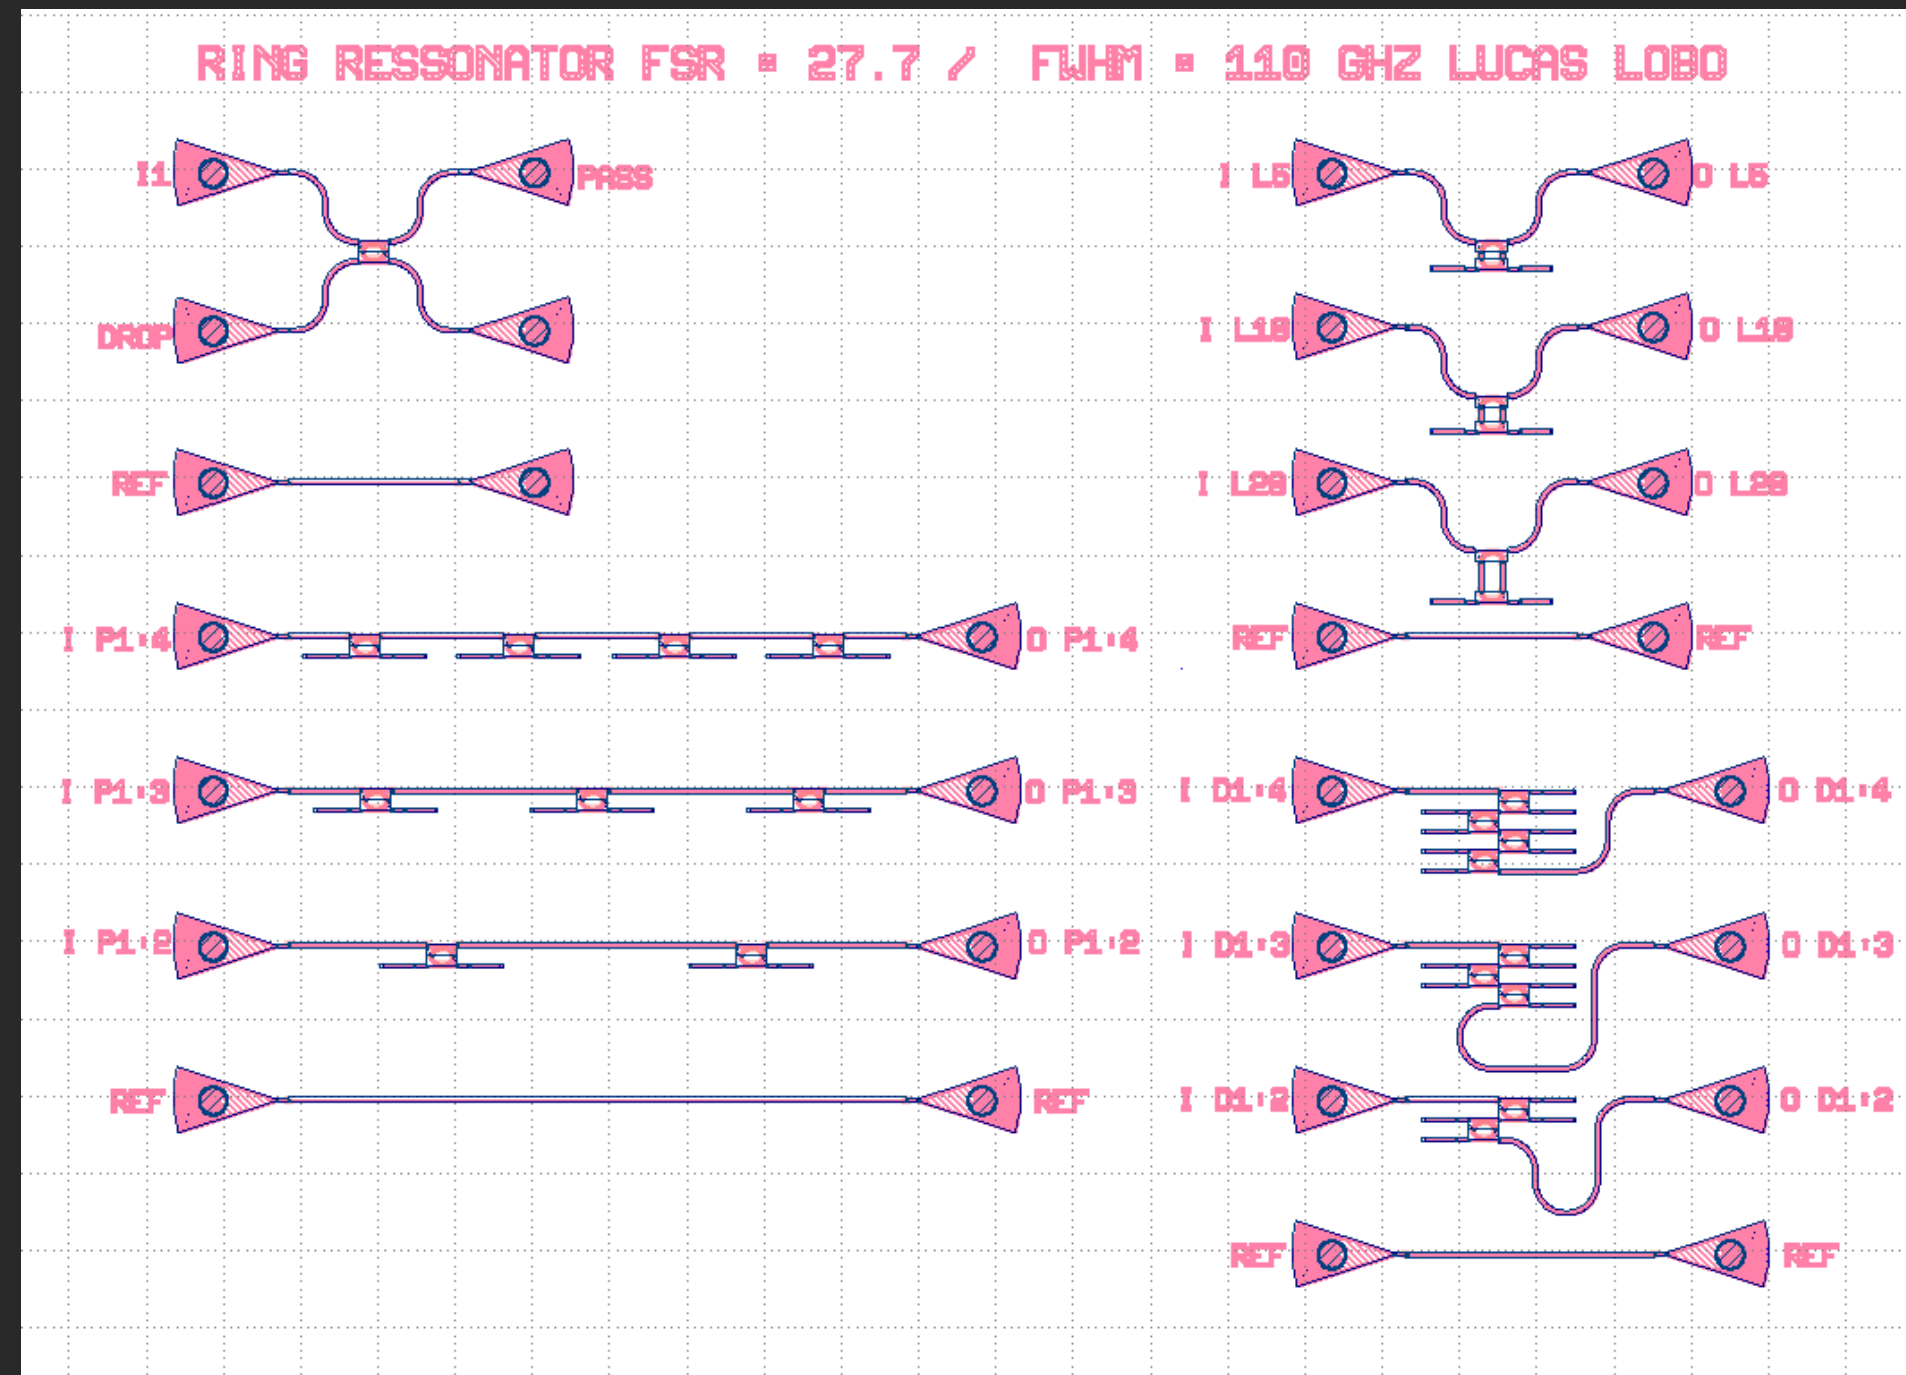 RING RESSONATOR FSR = 27.7 / FWHM = 110 GHZ LUCAS LOBO
I1 PASS
DROP
REF
I P1:4 O P1:4
I P1:3 O P1:3
I P1:2 O P1:2
REF REF
I L5 O L5
I L10 O L10
I L20 O L20
REF REF
I D1:4 O D1:4
I D1:3 O D1:3
I D1:2 O D1:2
REF REF